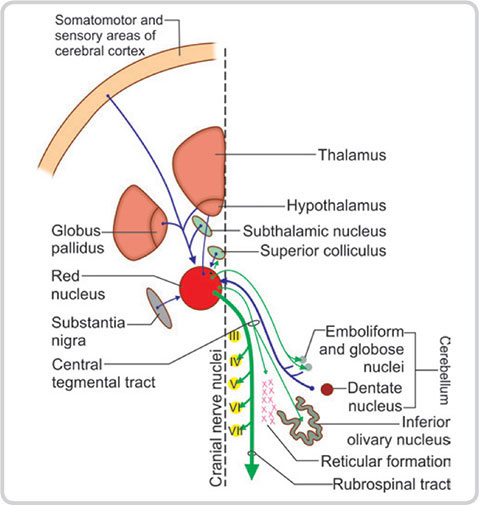 Somatomotor and
sensory areas of
cerebral cortex
Thalamus
Hypothalamus
Globus
pallidus
Subthalamic nucleus
Superior colliculus
Red
nucleus
Substantia
nigra
Central
tegmental tract
Cranial nerve nuclei
III
IV
V
VI
VII
Emboliform
and globose
nuclei
Dentate
nucleus
Cerebellum
Inferior
olivary nucleus
Reticular formation
Rubrospinal tract